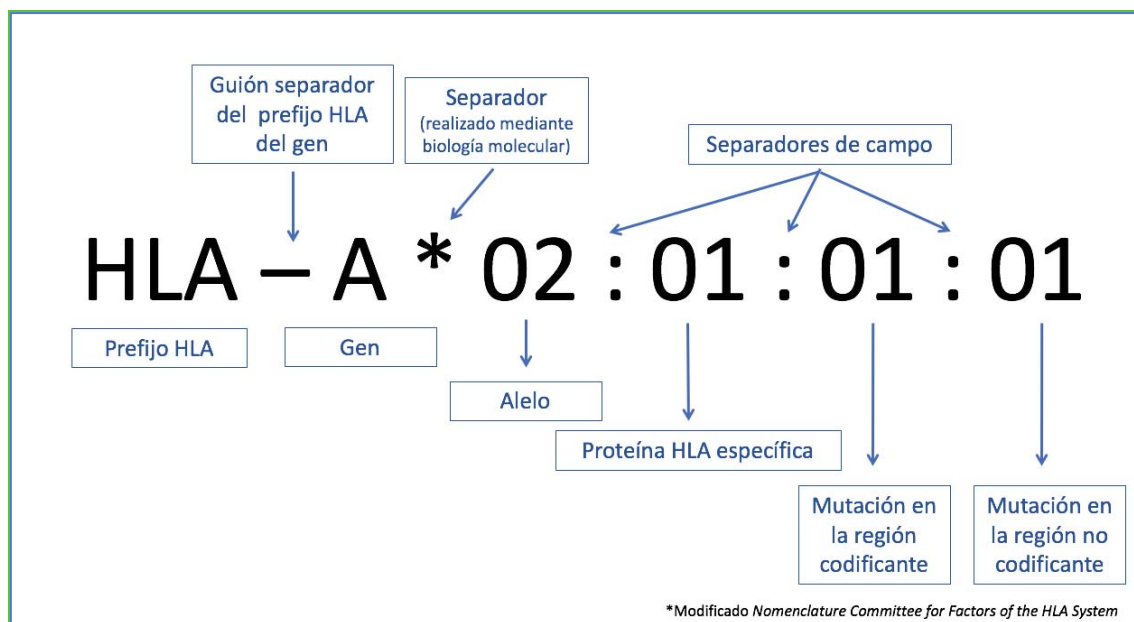 Guión separador
del prefijo HLA
del gen
Separador
(realizado mediante
biología molecular)
Separadores de campo
HLA – A * 02 : 01 : 01 : 01
Prefijo HLA
Gen
Alelo
Proteína HLA específica
Mutación en
la región
codificante
Mutación en
la región no
codificante
*Modificado Nomenclature Committee for Factors of the HLA System